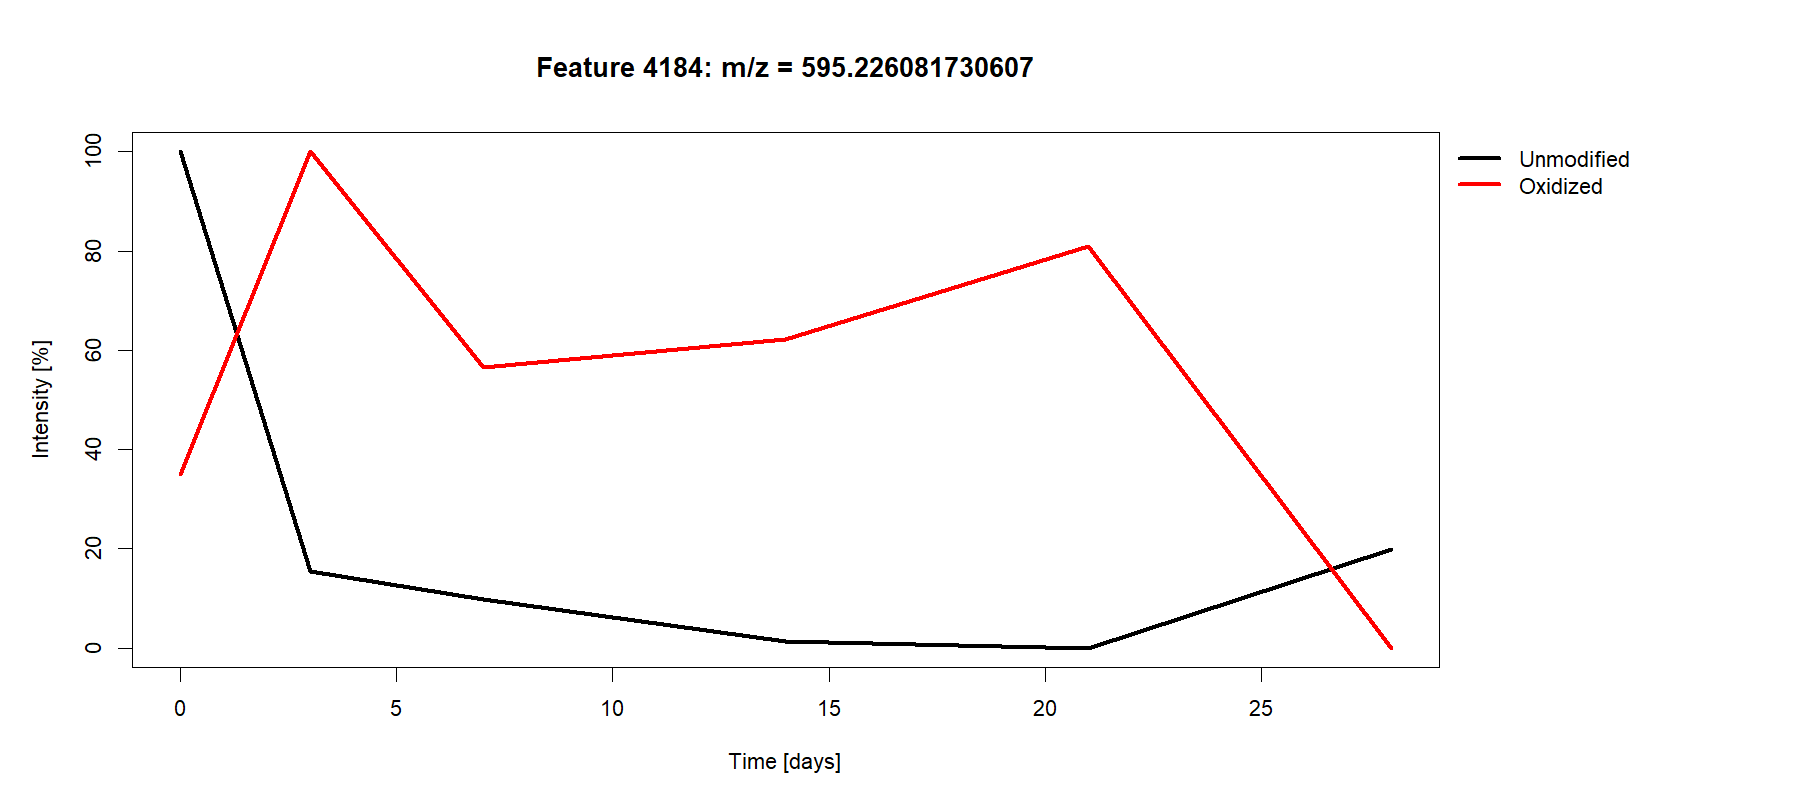 Feature 4184: m/z = 595.226081730607
Unmodified
Oxidized
Intensity [%]
100
80
60
40
20
0
0 5 10 15 20 25
Time [days]